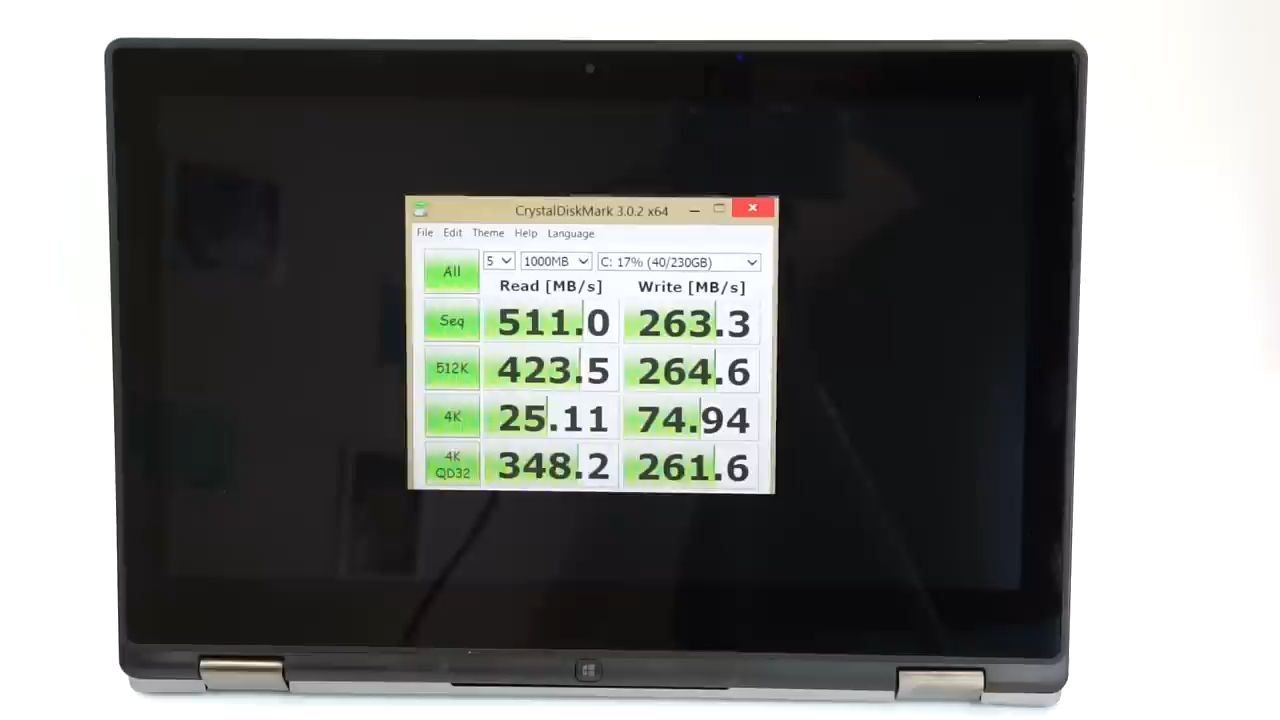 CrystalDiskMark 3.0.2 x64
File Edit Theme Help Language
All 5 1000MB C: 17% (40/230GB)
Read [MB/s] Write [MB/s]
Seq 511.0 263.3
512K 423.5 264.6
4K 25.11 74.94
4K QD32 348.2 261.6